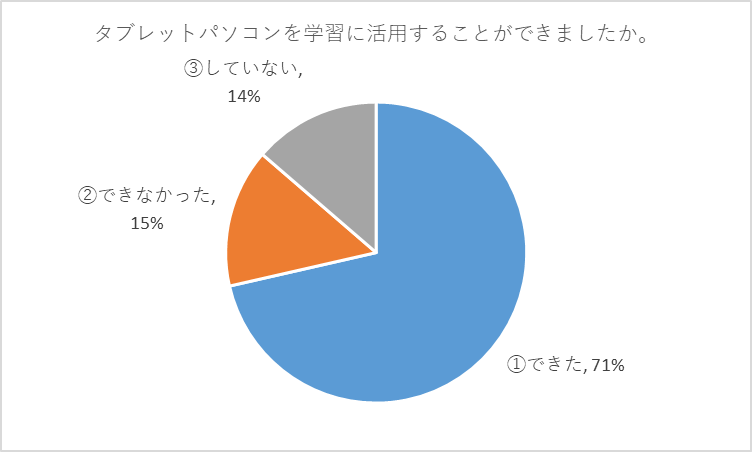 タブレットパソコンを学習に活用することができましたか。
③していない,
14%
②できなかった,
15%
①できた, 71%